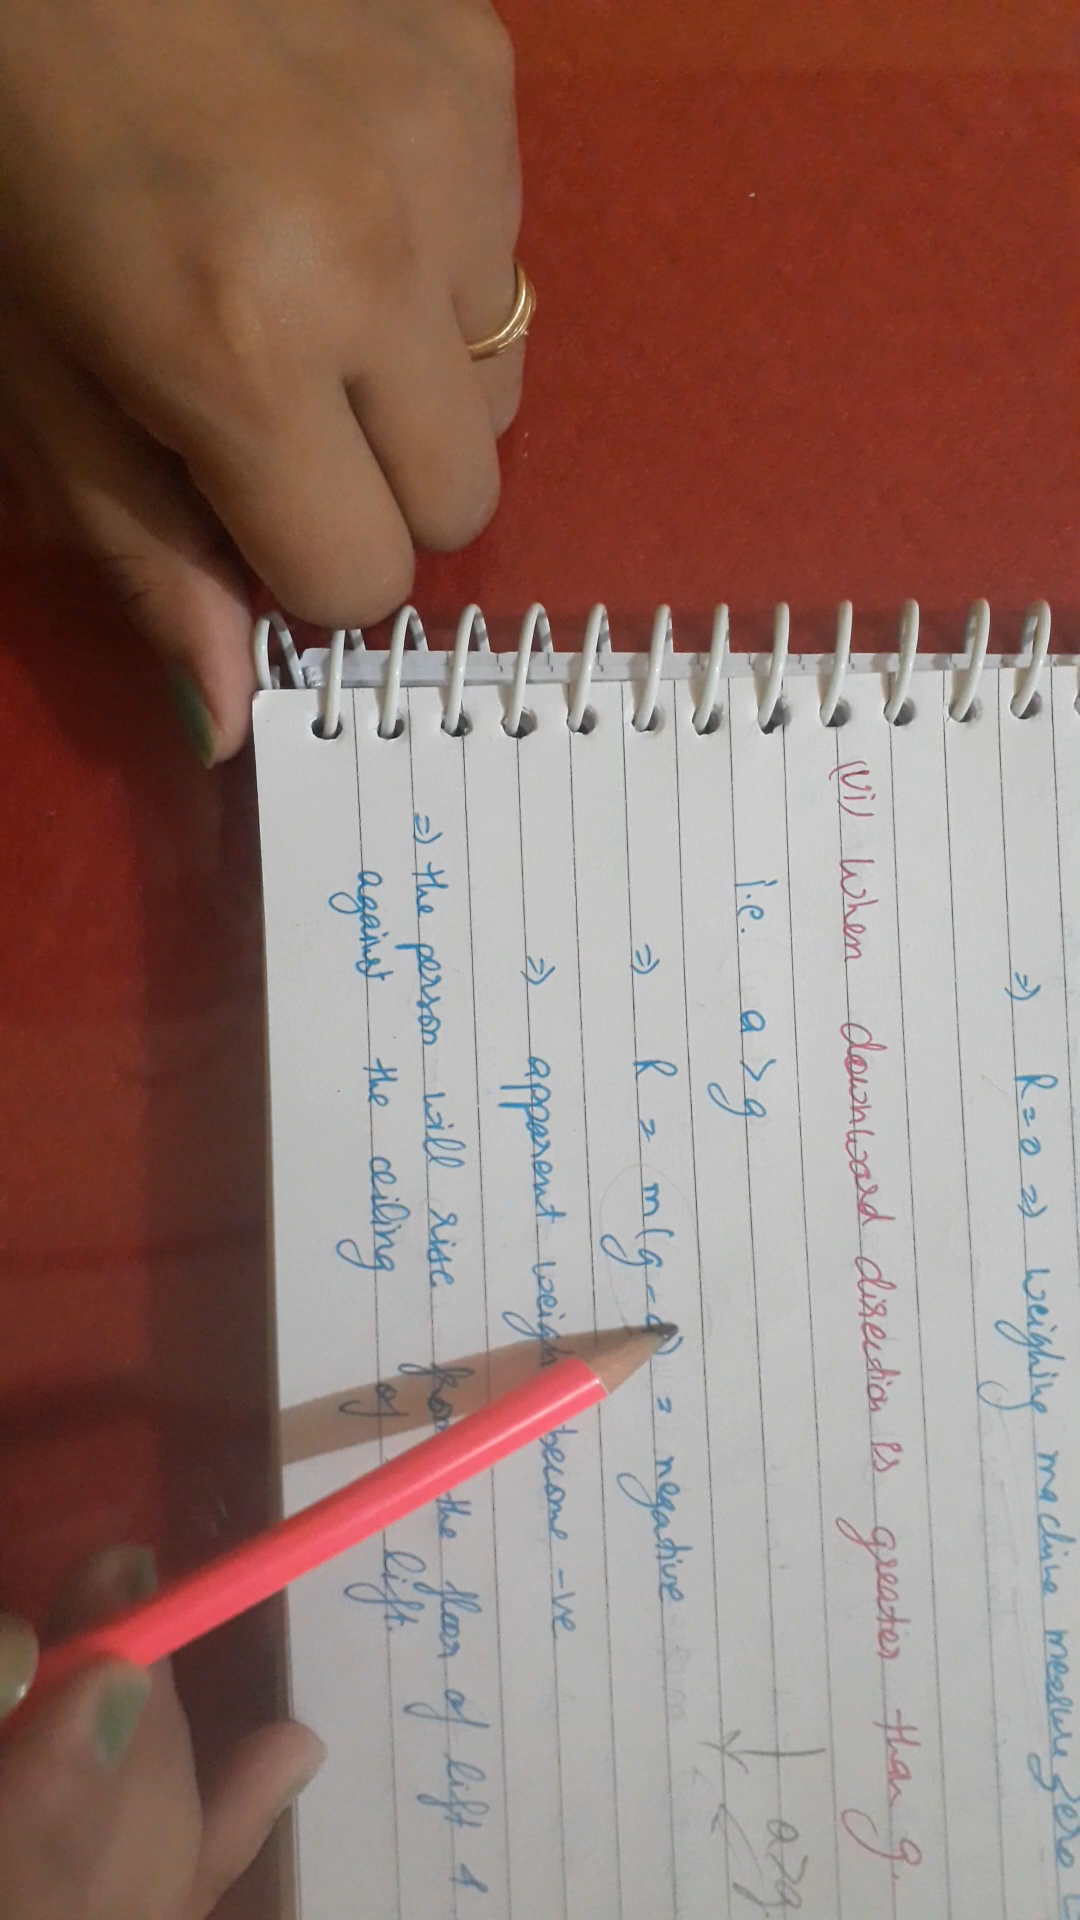 =) R=0 =) weighing machine measure zero
(vi) When downward direction is greater than g.
i.e. a>g
a>g
=) R = m(g-a) = negative
=) apparent weigh become -ve
=) the person will rise from the floor of lift &
against the ceiling of lift.